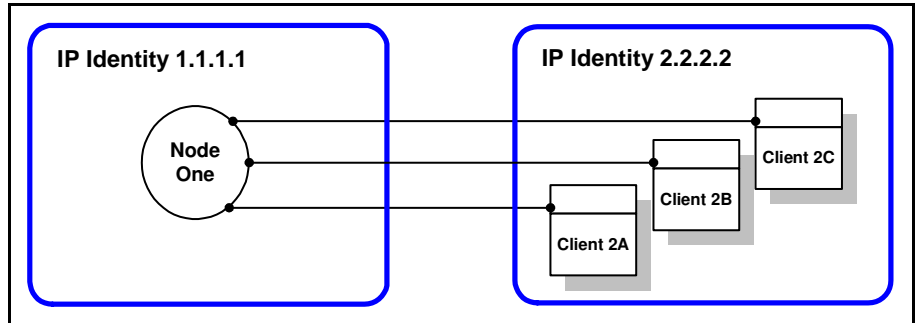 IP Identity 1.1.1.1
IP Identity 2.2.2.2
Node
One
Client 2C
Client 2B
Client 2A